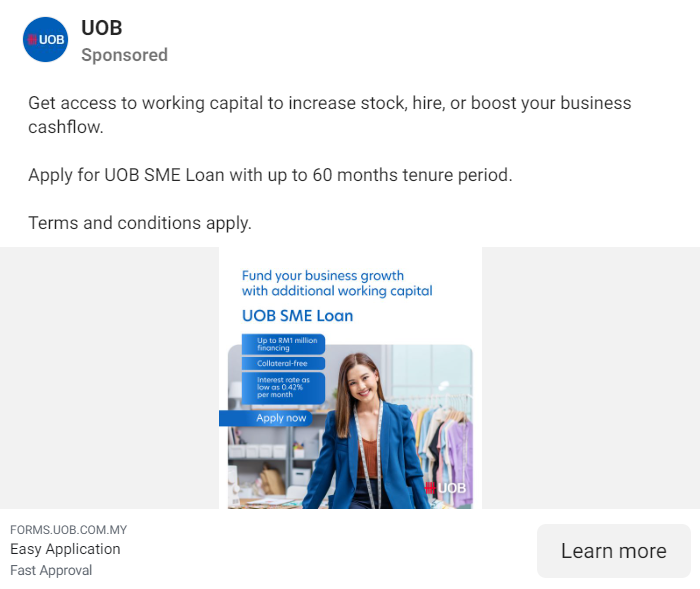 UOB
UOB
Sponsored
Get access to working capital to increase stock, hire, or boost your business
cashflow.
Apply for UOB SME Loan with up to 60 months tenure period.
Terms and conditions apply.
Fund your business growth
with additional working capital
UOB SME Loan
Up to RM1 million
financing
Collateral-free
Interest rate as
low as 0.42%
per month
Apply now
UOB
FORMS.UOB.COM.MY
Easy Application
Fast Approval
Learn more